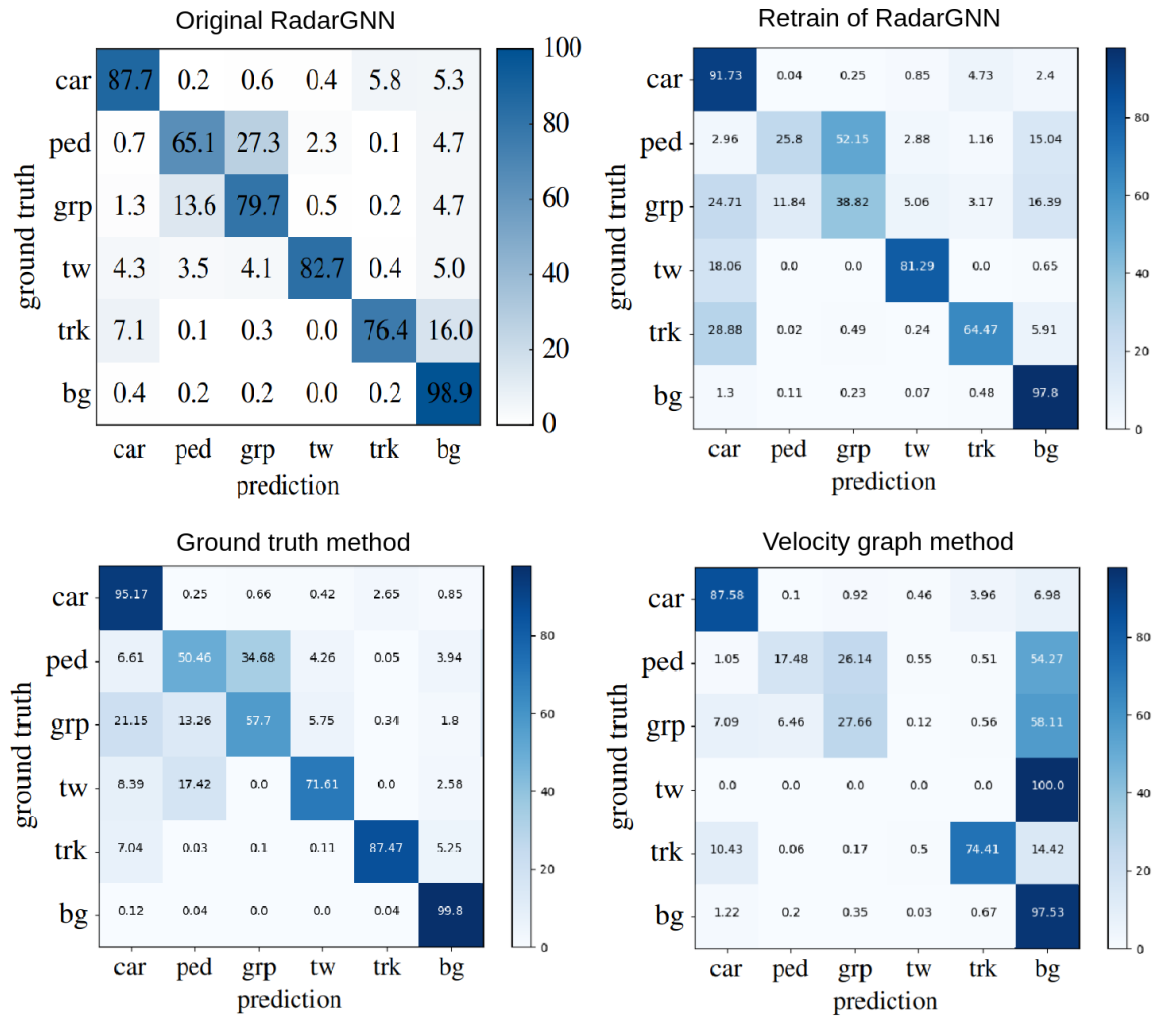 Original RadarGNN
car 87.7 0.2 0.6 0.4 5.8 5.3
ped 0.7 65.1 27.3 2.3 0.1 4.7
grp 1.3 13.6 79.7 0.5 0.2 4.7
tw 4.3 3.5 4.1 82.7 0.4 5.0
trk 7.1 0.1 0.3 0.0 76.4 16.0
bg 0.4 0.2 0.2 0.0 0.2 98.9
car ped grp tw trk bg
prediction
ground truth
100
80
60
40
20
0
Retrain of RadarGNN
car 91.73 0.04 0.25 0.85 4.73 2.4
ped 2.96 25.8 52.15 2.88 1.16 15.04
grp 24.71 11.84 38.82 5.06 3.17 16.39
tw 18.06 0.0 0.0 81.29 0.0 0.65
trk 28.88 0.02 0.49 0.24 64.47 5.91
bg 1.3 0.11 0.23 0.07 0.48 97.8
car ped grp tw trk bg
prediction
ground truth
80
60
40
20
0
Ground truth method
car 95.17 0.25 0.66 0.42 2.65 0.85
ped 6.61 50.46 34.68 4.26 0.05 3.94
grp 21.15 13.26 57.7 5.75 0.34 1.8
tw 8.39 17.42 0.0 71.61 0.0 2.58
trk 7.04 0.03 0.1 0.11 87.47 5.25
bg 0.12 0.04 0.0 0.0 0.04 99.8
car ped grp tw trk bg
prediction
ground truth
80
60
40
20
0
Velocity graph method
car 87.58 0.1 0.92 0.46 3.96 6.98
ped 1.05 17.48 26.14 0.55 0.51 54.27
grp 7.09 6.46 27.66 0.12 0.56 58.11
tw 0.0 0.0 0.0 0.0 0.0 100.0
trk 10.43 0.06 0.17 0.5 74.41 14.42
bg 1.22 0.2 0.35 0.03 0.67 97.53
car ped grp tw trk bg
prediction
ground truth
80
60
40
20
0